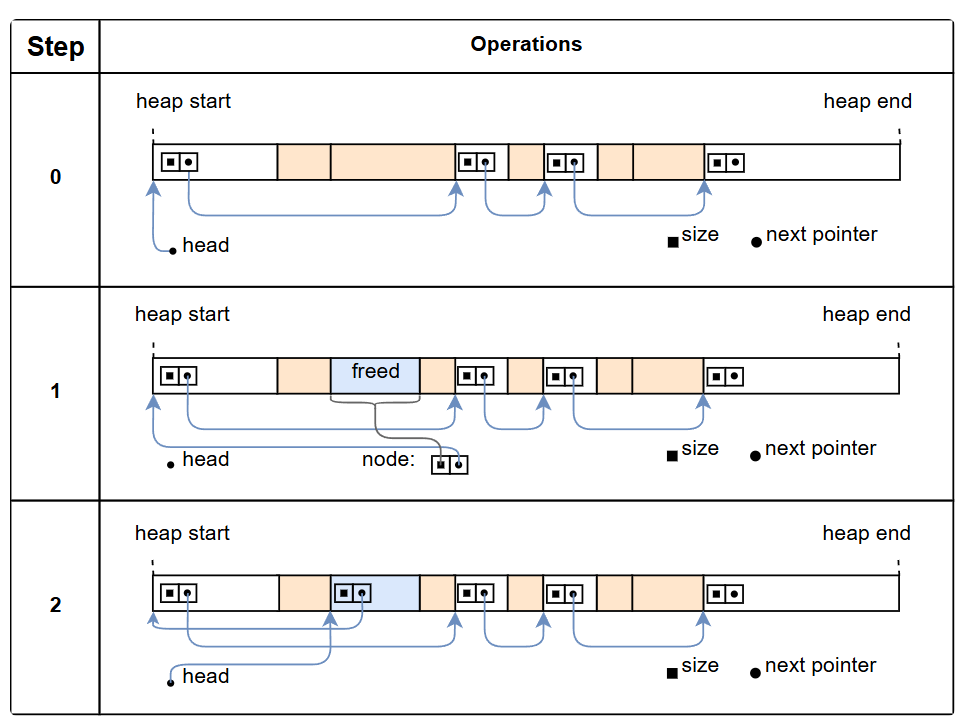 Step Operations
heap start heap end
0
head size next pointer
heap start heap end
freed
1
head node: size next pointer
heap start heap end
2
head size next pointer